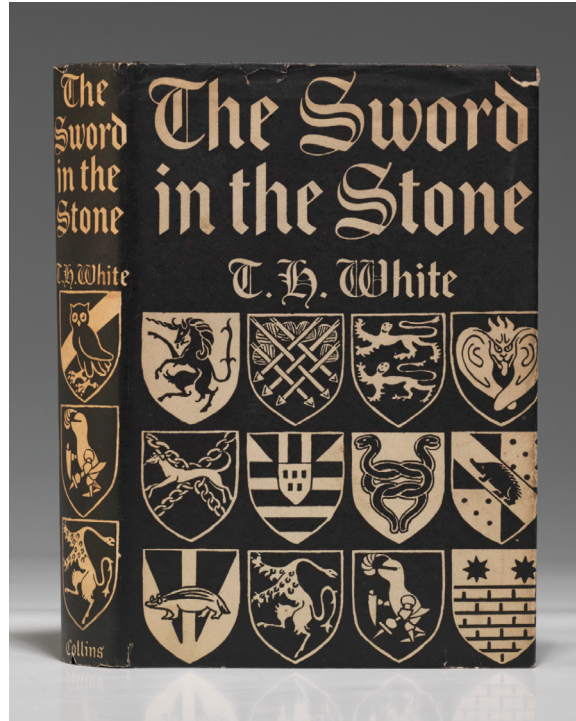 The
Sword
in the
Stone
T.H. White
Collins
The Sword
in the Stone
T. H. White